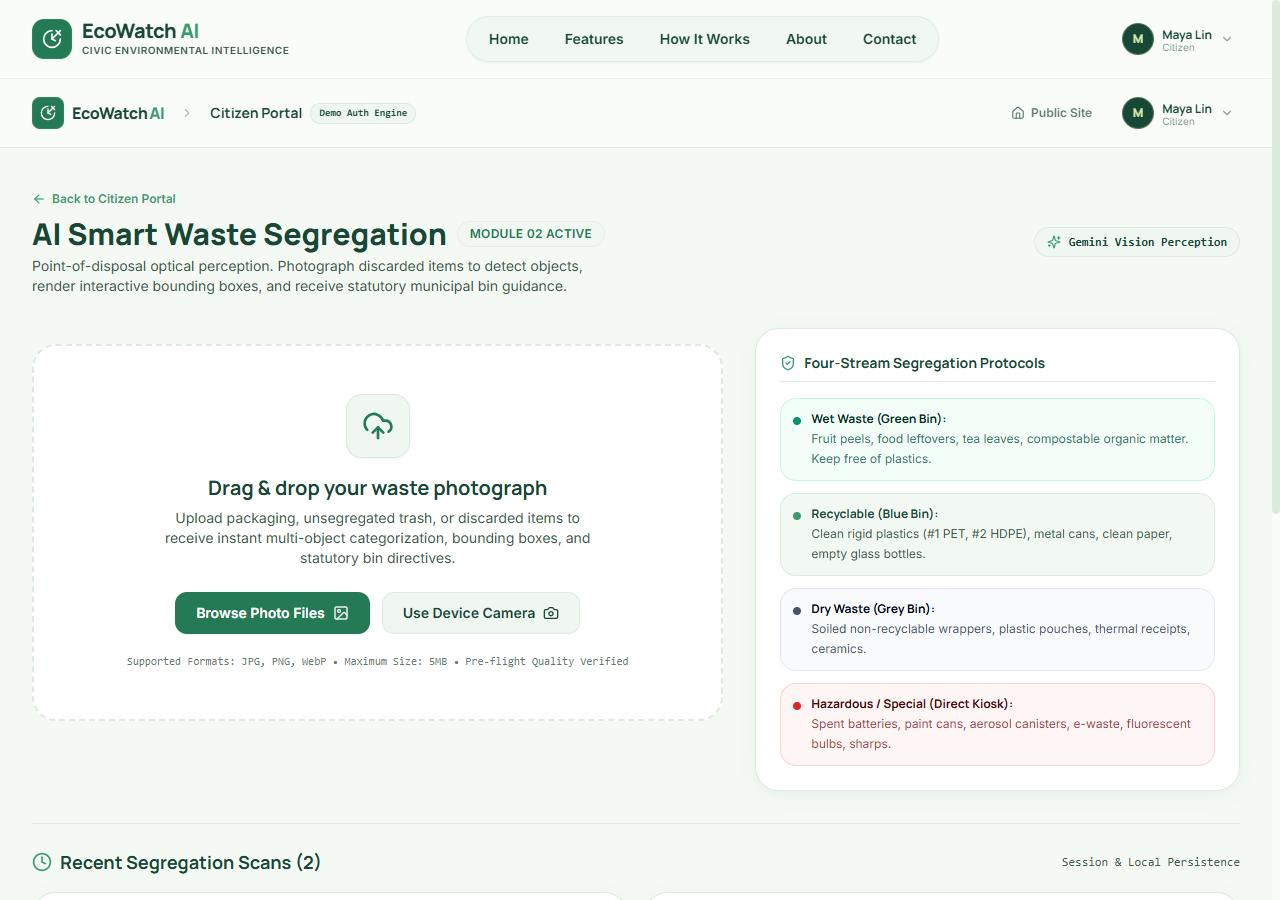 EcoWatch AI
CIVIC ENVIRONMENTAL INTELLIGENCE
Home
Features
How It Works
About
Contact
M
Maya Lin
Citizen
EcoWatch AI
Citizen Portal
Demo Auth Engine
Public Site
M
Maya Lin
Citizen
Back to Citizen Portal
AI Smart Waste Segregation
MODULE 02 ACTIVE
Point-of-disposal optical perception. Photograph discarded items to detect objects,
render interactive bounding boxes, and receive statutory municipal bin guidance.
Gemini Vision Perception
Drag & drop your waste photograph
Upload packaging, unsegregated trash, or discarded items to
receive instant multi-object categorization, bounding boxes, and
statutory bin directives.
Browse Photo Files
Use Device Camera
Supported Formats: JPG, PNG, WebP • Maximum Size: 5MB • Pre-flight Quality Verified
Four-Stream Segregation Protocols
Wet Waste (Green Bin):
Fruit peels, food leftovers, tea leaves, compostable organic matter.
Keep free of plastics.
Recyclable (Blue Bin):
Clean rigid plastics (#1 PET, #2 HDPE), metal cans, clean paper,
empty glass bottles.
Dry Waste (Grey Bin):
Soiled non-recyclable wrappers, plastic pouches, thermal receipts,
ceramics.
Hazardous / Special (Direct Kiosk):
Spent batteries, paint cans, aerosol canisters, e-waste, fluorescent
bulbs, sharps.
Recent Segregation Scans (2)
Session & Local Persistence